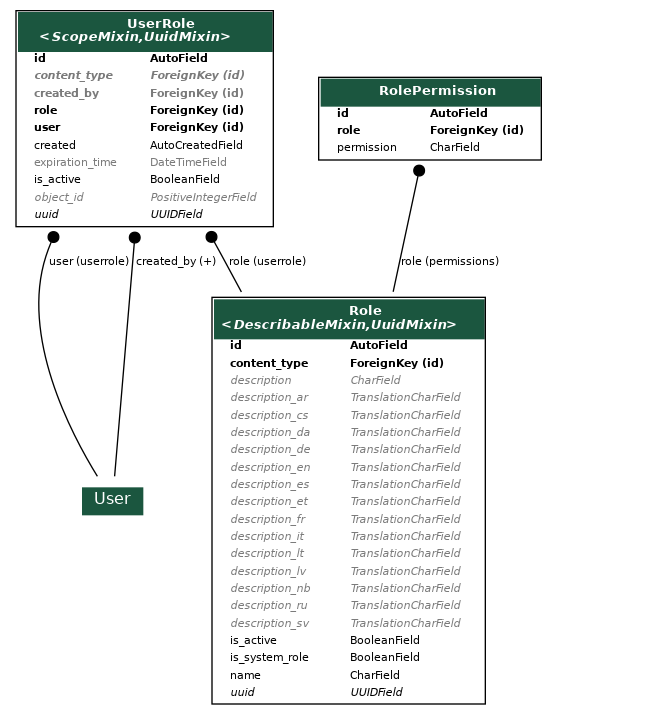 UserRole
<ScopeMixin,UuidMixin>
id AutoField
content_type ForeignKey (id)
created_by ForeignKey (id)
role ForeignKey (id)
user ForeignKey (id)
created AutoCreatedField
expiration_time DateTimeField
is_active BooleanField
object_id PositiveIntegerField
uuid UUIDField
RolePermission
id AutoField
role ForeignKey (id)
permission CharField
user (userrole)
created_by (+)
role (userrole)
role (permissions)
Role
<DescribableMixin,UuidMixin>
id AutoField
content_type ForeignKey (id)
description CharField
description_ar TranslationCharField
description_cs TranslationCharField
description_da TranslationCharField
description_de TranslationCharField
description_en TranslationCharField
description_es TranslationCharField
description_et TranslationCharField
description_fr TranslationCharField
description_it TranslationCharField
description_lt TranslationCharField
description_lv TranslationCharField
description_nb TranslationCharField
description_ru TranslationCharField
description_sv TranslationCharField
is_active BooleanField
is_system_role BooleanField
name CharField
uuid UUIDField
User